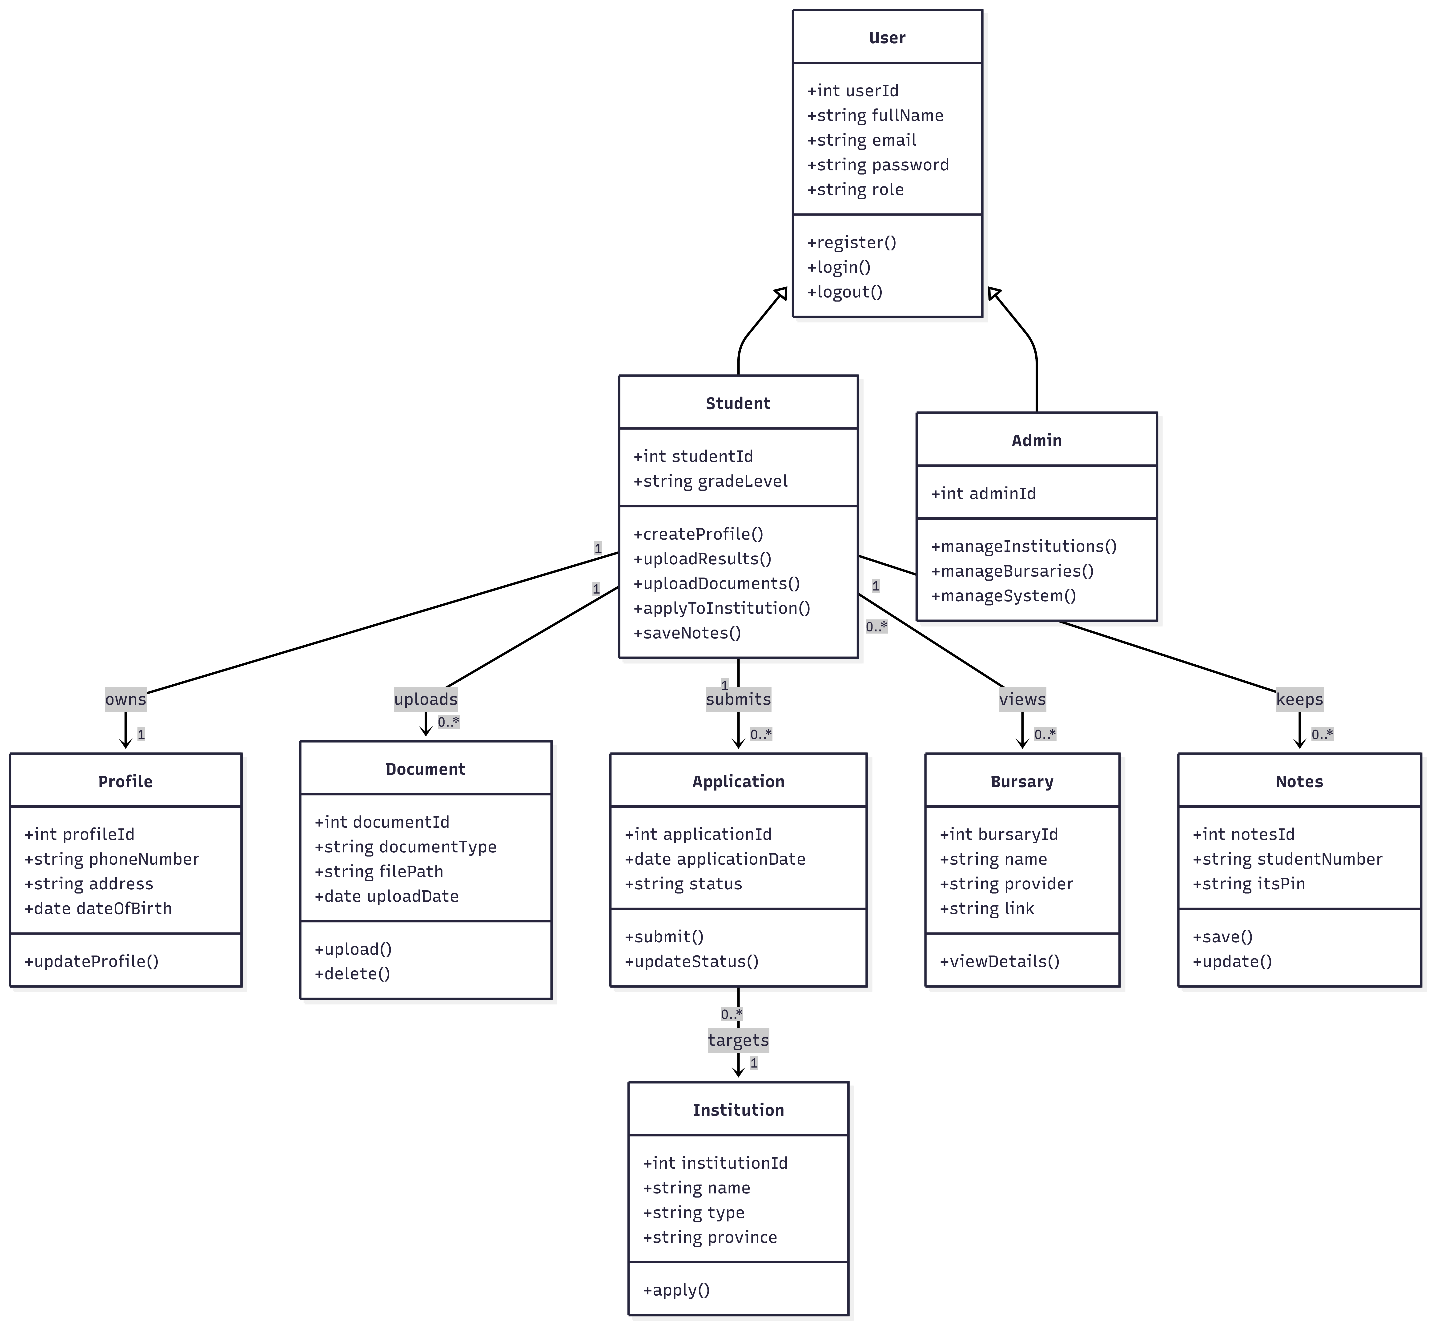 User
+int userId
+string fullName
+string email
+string password
+string role
+register()
+login()
+logout()
Student
+int studentId
+string gradeLevel
+createProfile()
+uploadResults()
+uploadDocuments()
+applyToInstitution()
+saveNotes()
Admin
+int adminId
+manageInstitutions()
+manageBursaries()
+manageSystem()
1
1
1
0..*
1
owns
uploads
submits
views
keeps
1
0..*
0..*
0..*
0..*
Profile
+int profileId
+string phoneNumber
+string address
+date dateOfBirth
+updateProfile()
Document
+int documentId
+string documentType
+string filePath
+date uploadDate
+upload()
+delete()
Application
+int applicationId
+date applicationDate
+string status
+submit()
+updateStatus()
Bursary
+int bursaryId
+string name
+string provider
+string link
+viewDetails()
Notes
+int notesId
+string studentNumber
+string itsPin
+save()
+update()
0..*
targets
1
Institution
+int institutionId
+string name
+string type
+string province
+apply()